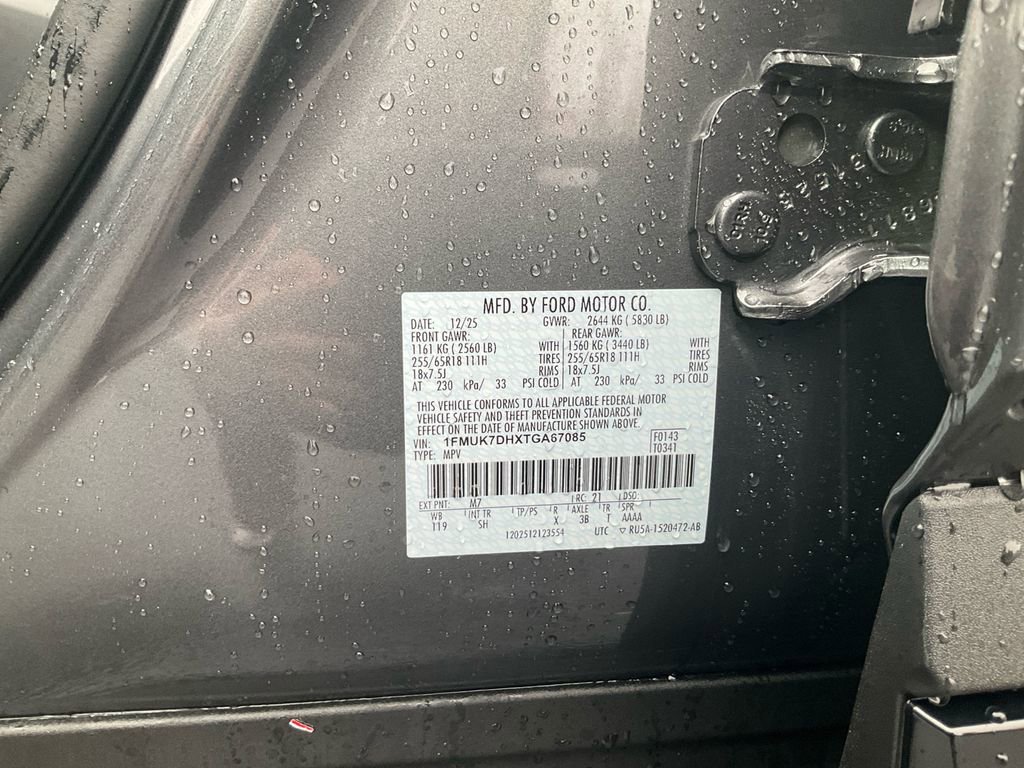 MFD. BY FORD MOTOR CO.
DATE: 12/25 GVWR: 2644 KG ( 5830 LB)
FRONT GAWR: REAR GAWR:
1161 KG ( 2560 LB) WITH 1560 KG ( 3440 LB) WITH
255/65R18 111H TIRES 255/65R18 111H TIRES
18x7.5J RIMS 18x7.5J RIMS
AT 230 kPa/ 33 PSI COLD AT 230 kPa/ 33 PSI COLD
THIS VEHICLE CONFORMS TO ALL APPLICABLE FEDERAL MOTOR
VEHICLE SAFETY AND THEFT PREVENTION STANDARDS IN
EFFECT ON THE DATE OF MANUFACTURE SHOWN ABOVE.
VIN: 1FMUK7DHXTGA67085 F0143
TYPE: MPV T0341
EXT PNT: M7 RC: 21 DSO:
WB INT TR TP/PS R AXLE TR SPR
119 SH X 3B T AAAA
1202512123554 UTC ▽ RU5A-1520472-AB